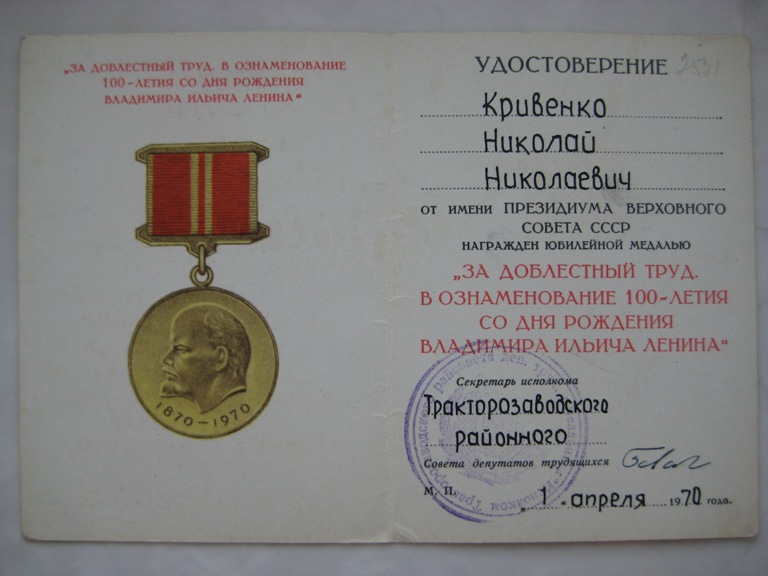 „ЗА ДОБЛЕСТНЫЙ ТРУД. В ОЗНАМЕНОВАНИЕ
100-ЛЕТИЯ СО ДНЯ РОЖДЕНИЯ
ВЛАДИМИРА ИЛЬИЧА ЛЕНИНА“
1870-1970
УДОСТОВЕРЕНИЕ
Кривенко
Николай
Николаевич
ОТ ИМЕНИ ПРЕЗИДИУМА ВЕРХОВНОГО
СОВЕТА СССР
НАГРАЖДЕН ЮБИЛЕЙНОЙ МЕДАЛЬЮ
„ЗА ДОБЛЕСТНЫЙ ТРУД.
В ОЗНАМЕНОВАНИЕ 100-ЛЕТИЯ
СО ДНЯ РОЖДЕНИЯ
ВЛАДИМИРА ИЛЬИЧА ЛЕНИНА“
Секретарь исполкома
Тракторозаводского
районного
Совета депутатов трудящихся
М. П. „1 - апреля 1970 года.